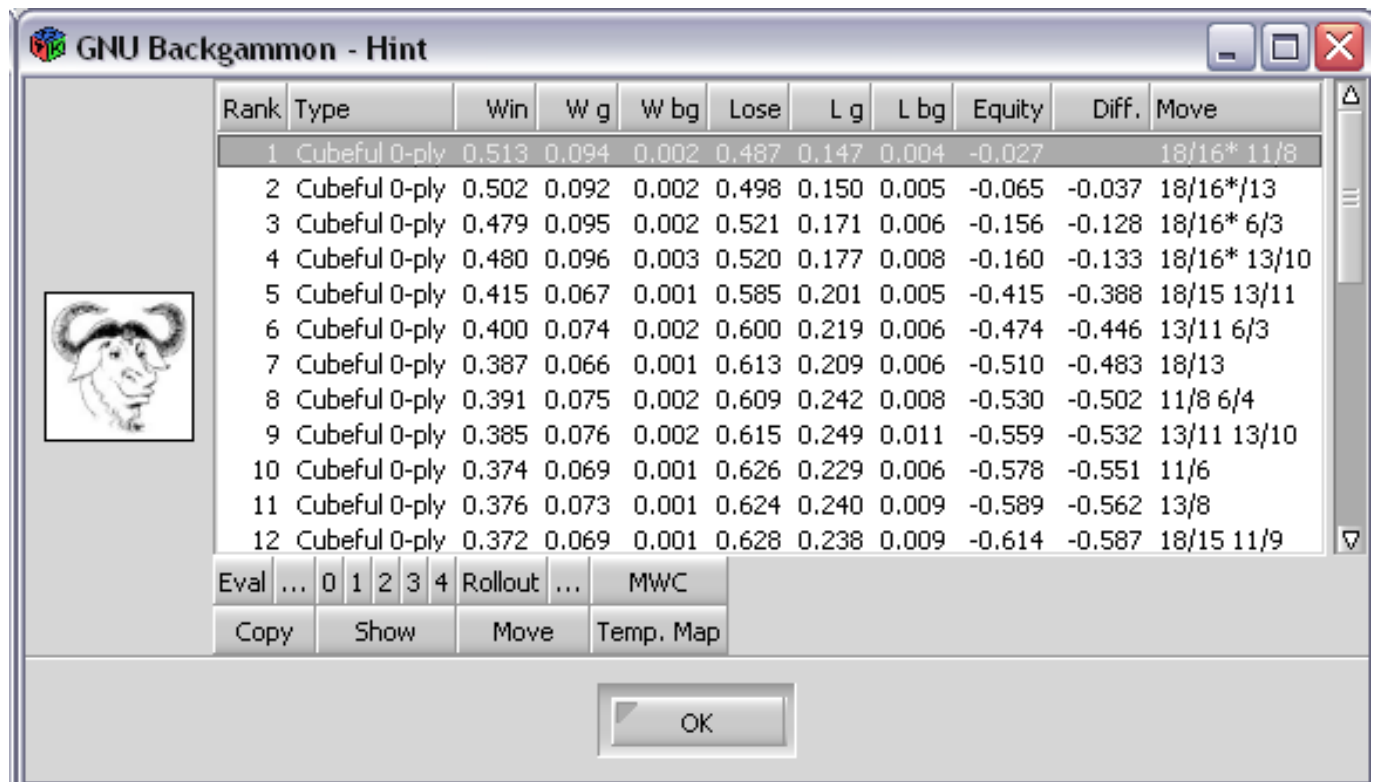 GNU Backgammon - Hint
Rank Type Win W g W bg Lose L g L bg Equity Diff. Move
1 Cubeful 0-ply 0.513 0.094 0.002 0.487 0.147 0.004 -0.027 18/16* 11/8
2 Cubeful 0-ply 0.502 0.092 0.002 0.498 0.150 0.005 -0.065 -0.037 18/16*/13
3 Cubeful 0-ply 0.479 0.095 0.002 0.521 0.171 0.006 -0.156 -0.128 18/16* 6/3
4 Cubeful 0-ply 0.480 0.096 0.003 0.520 0.177 0.008 -0.160 -0.133 18/16* 13/10
5 Cubeful 0-ply 0.415 0.067 0.001 0.585 0.201 0.005 -0.415 -0.388 18/15 13/11
6 Cubeful 0-ply 0.400 0.074 0.002 0.600 0.219 0.006 -0.474 -0.446 13/11 6/3
7 Cubeful 0-ply 0.387 0.066 0.001 0.613 0.209 0.006 -0.510 -0.483 18/13
8 Cubeful 0-ply 0.391 0.075 0.002 0.609 0.242 0.008 -0.530 -0.502 11/8 6/4
9 Cubeful 0-ply 0.385 0.076 0.002 0.615 0.249 0.011 -0.559 -0.532 13/11 13/10
10 Cubeful 0-ply 0.374 0.069 0.001 0.626 0.229 0.006 -0.578 -0.551 11/6
11 Cubeful 0-ply 0.376 0.073 0.001 0.624 0.240 0.009 -0.589 -0.562 13/8
12 Cubeful 0-ply 0.372 0.069 0.001 0.628 0.238 0.009 -0.614 -0.587 18/15 11/9
Eval ... 0 1 2 3 4 Rollout ... MWC
Copy Show Move Temp. Map
OK